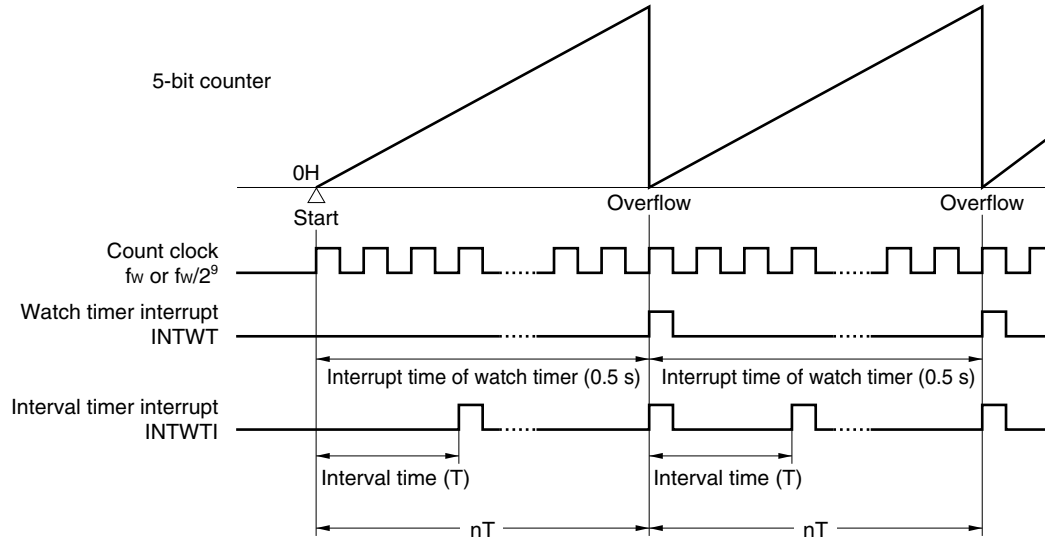 5-bit counter
0H
Start
Overflow
Overflow
Count clock
fW or fW/2⁹
Watch timer interrupt
INTWT
Interrupt time of watch timer (0.5 s)
Interrupt time of watch timer (0.5 s)
Interval timer interrupt
INTWTI
Interval time (T)
Interval time (T)
nT
nT